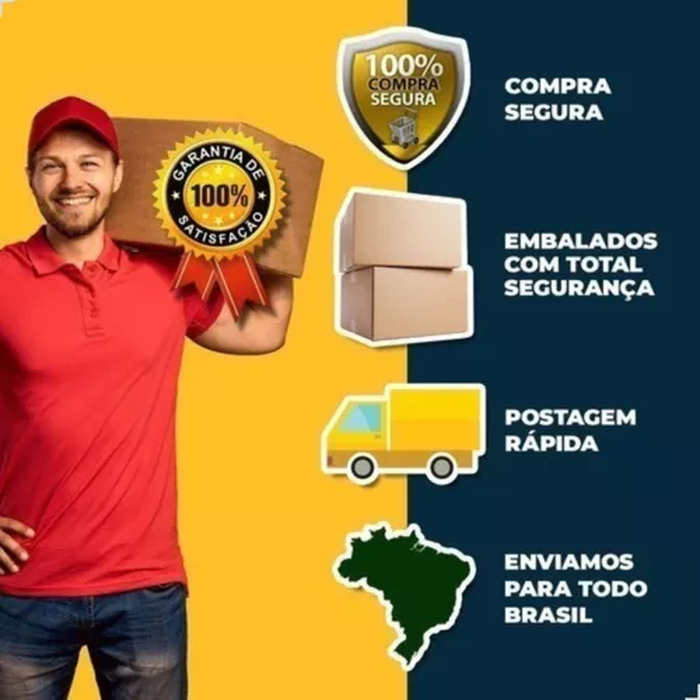 100%
COMPRA
SEGURA
COMPRA
SEGURA
GARANTIA DE
100%
SATISFAÇÃO
EMBALADOS
COM TOTAL
SEGURANÇA
POSTAGEM
RÁPIDA
ENVIAMOS
PARA TODO
BRASIL